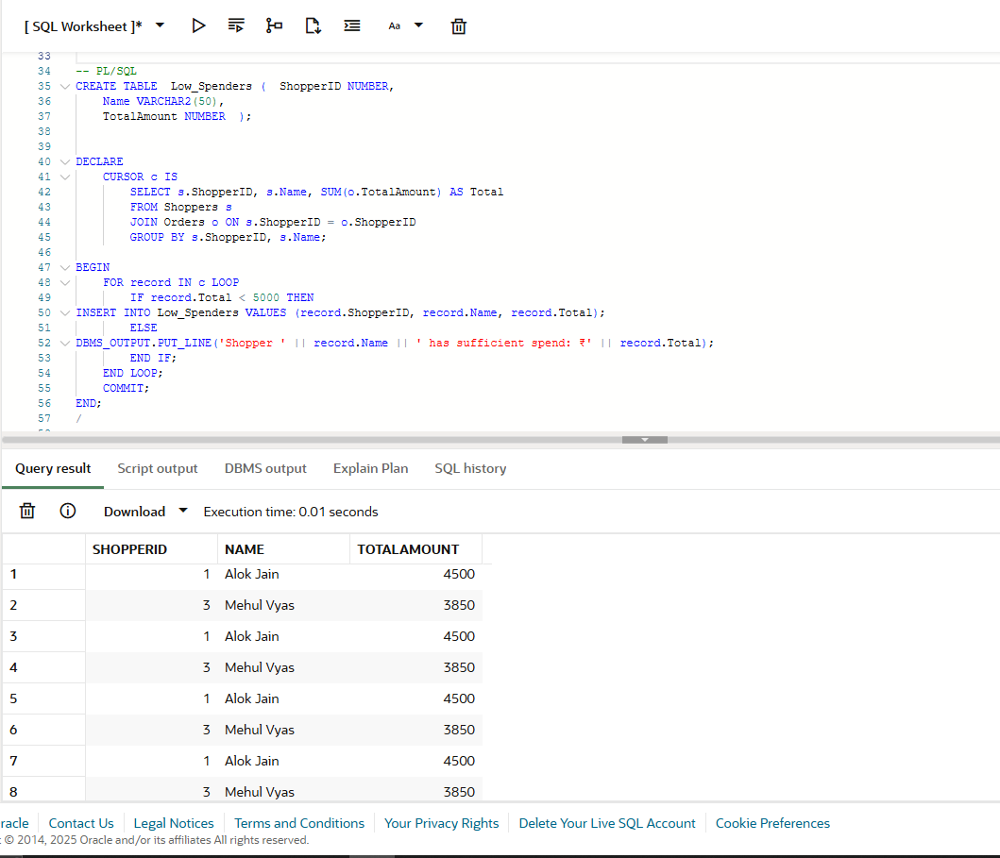 [ SQL Worksheet ]* Aa
33
34 -- PL/SQL
35 CREATE TABLE Low_Spenders ( ShopperID NUMBER,
36 Name VARCHAR2(50),
37 TotalAmount NUMBER );
38
39
40 DECLARE
41 CURSOR c IS
42 SELECT s.ShopperID, s.Name, SUM(o.TotalAmount) AS Total
43 FROM Shoppers s
44 JOIN Orders o ON s.ShopperID = o.ShopperID
45 GROUP BY s.ShopperID, s.Name;
46
47 BEGIN
48 FOR record IN c LOOP
49 IF record.Total < 5000 THEN
50 INSERT INTO Low_Spenders VALUES (record.ShopperID, record.Name, record.Total);
51 ELSE
52 DBMS_OUTPUT.PUT_LINE('Shopper ' || record.Name || ' has sufficient spend: ₹' || record.Total);
53 END IF;
54 END LOOP;
55 COMMIT;
56 END;
57 /
Query result Script output DBMS output Explain Plan SQL history
Download Execution time: 0.01 seconds
SHOPPERID NAME TOTALAMOUNT
1 1 Alok Jain 4500
2 3 Mehul Vyas 3850
3 1 Alok Jain 4500
4 3 Mehul Vyas 3850
5 1 Alok Jain 4500
6 3 Mehul Vyas 3850
7 1 Alok Jain 4500
8 3 Mehul Vyas 3850
racle Contact Us Legal Notices Terms and Conditions Your Privacy Rights Delete Your Live SQL Account Cookie Preferences
© 2014, 2025 Oracle and/or its affiliates All rights reserved.